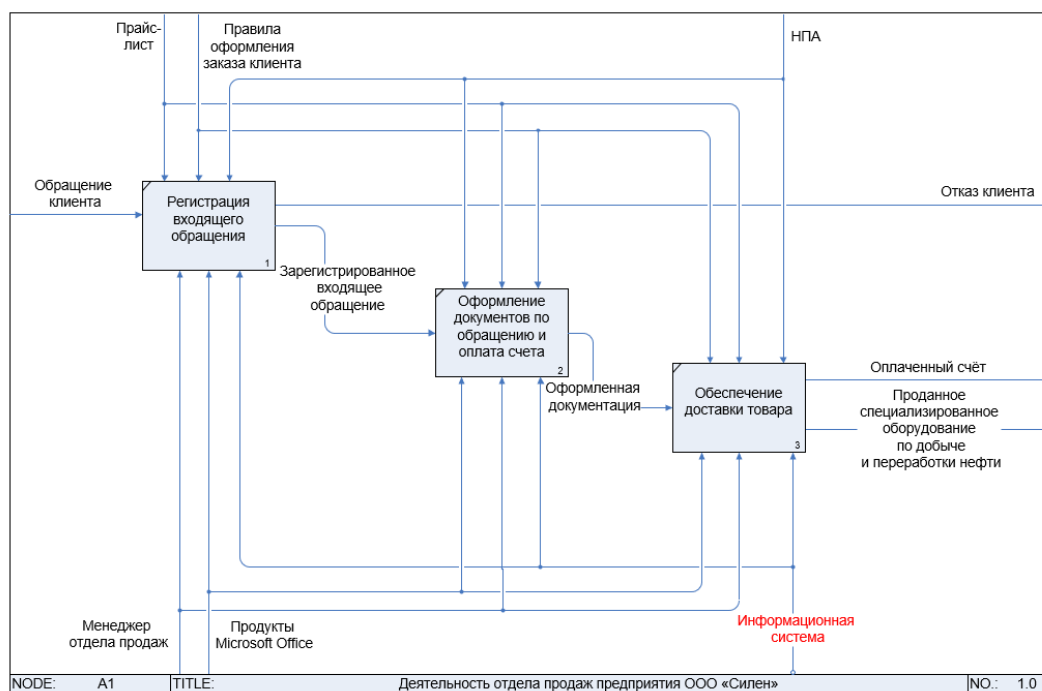 Прайс-
лист
Правила
оформления
заказа клиента
НПА
Обращение
клиента
Регистрация
входящего
обращения
1
Отказ клиента
Зарегистрированное
входящее
обращение
Оформление
документов по
обращению и
оплата счета
2
Оформленная
документация
Обеспечение
доставки товара
3
Оплаченный счёт
Проданное
специализированное
оборудование
по добыче
и переработки нефти
Менеджер
отдела продаж
Продукты
Microsoft Office
Информационная
система
NODE: A1 TITLE: Деятельность отдела продаж предприятия ООО «Силен» NO.: 1.0